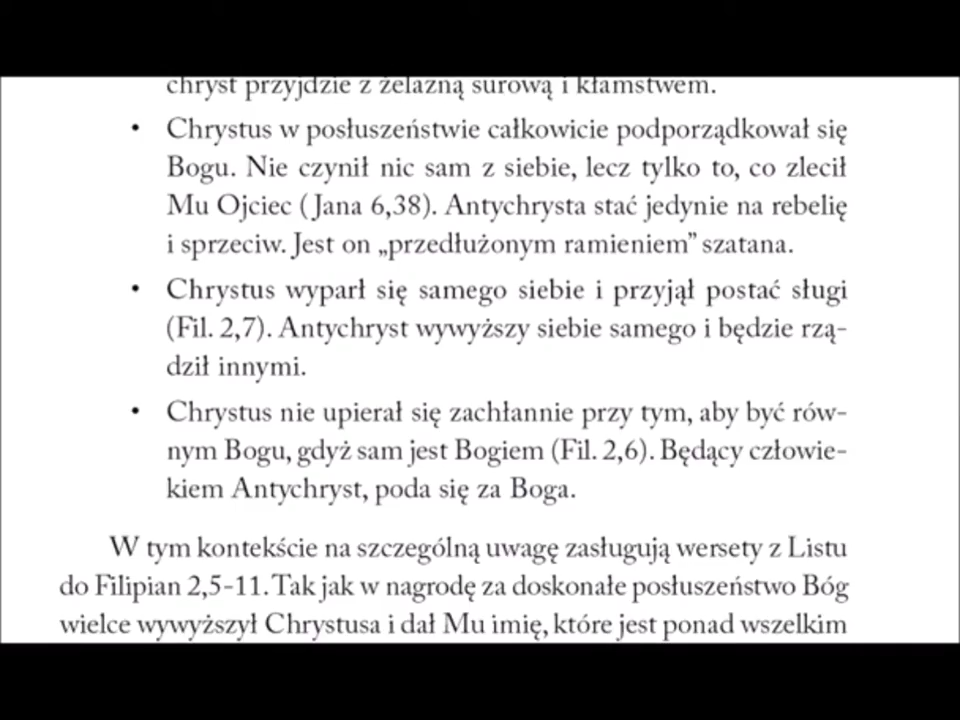 chryst przyjdzie z żelazną surową i kłamstwem.
• Chrystus w posłuszeństwie całkowicie podporządkował się
Bogu. Nie czynił nic sam z siebie, lecz tylko to, co zlecił
Mu Ojciec (Jana 6,38). Antychrysta stać jedynie na rebelię
i sprzeciw. Jest on „przedłużonym ramieniem” szatana.
• Chrystus wyparł się samego siebie i przyjął postać sługi
(Fil. 2,7). Antychryst wywyższy siebie samego i będzie rzą-
dził innymi.
• Chrystus nie upierał się zachłannie przy tym, aby być rów-
nym Bogu, gdyż sam jest Bogiem (Fil. 2,6). Będący człowie-
kiem Antychryst, poda się za Boga.
W tym kontekście na szczególną uwagę zasługują wersety z Listu
do Filipian 2,5-11. Tak jak w nagrodę za doskonałe posłuszeństwo Bóg
wielce wywyższył Chrystusa i dał Mu imię, które jest ponad wszelkim